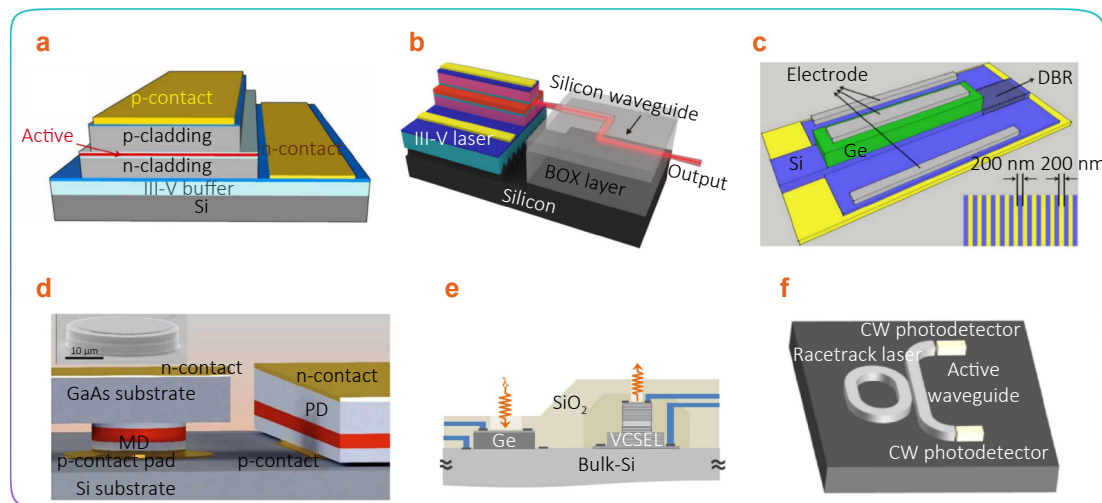 a
p-contact
p-cladding
Active
n-cladding
n-contact
III-V buffer
Si
b
Silicon waveguide
III-V laser
BOX layer
Output
Silicon
c
Electrode
DBR
Ge
Si
200 nm
200 nm
d
10 μm
n-contact
GaAs substrate
n-contact
PD
MD
p-contact pad
p-contact
Si substrate
e
SiO2
Ge
VCSEL
Bulk-Si
f
CW photodetector
Racetrack laser
Active
waveguide
CW photodetector